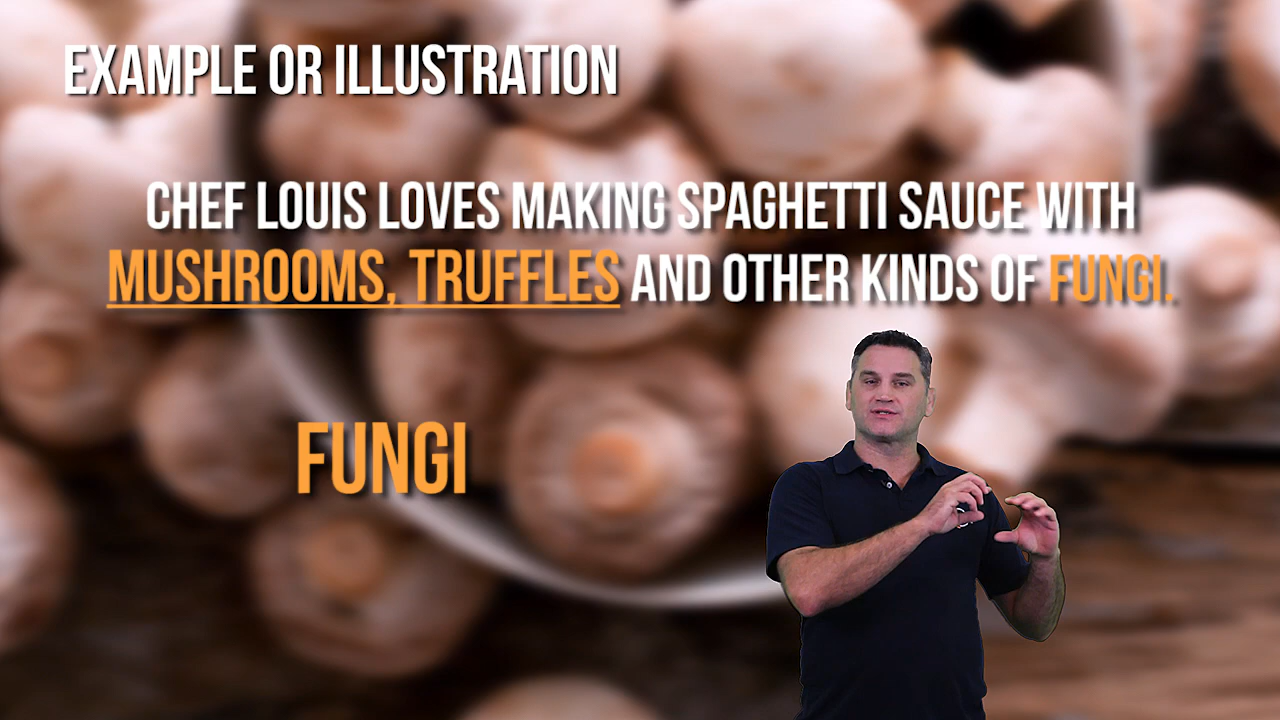 EXAMPLE OR ILLUSTRATION
CHEF LOUIS LOVES MAKING SPAGHETTI SAUCE WITH
MUSHROOMS, TRUFFLES AND OTHER KINDS OF FUNGI.
FUNGI